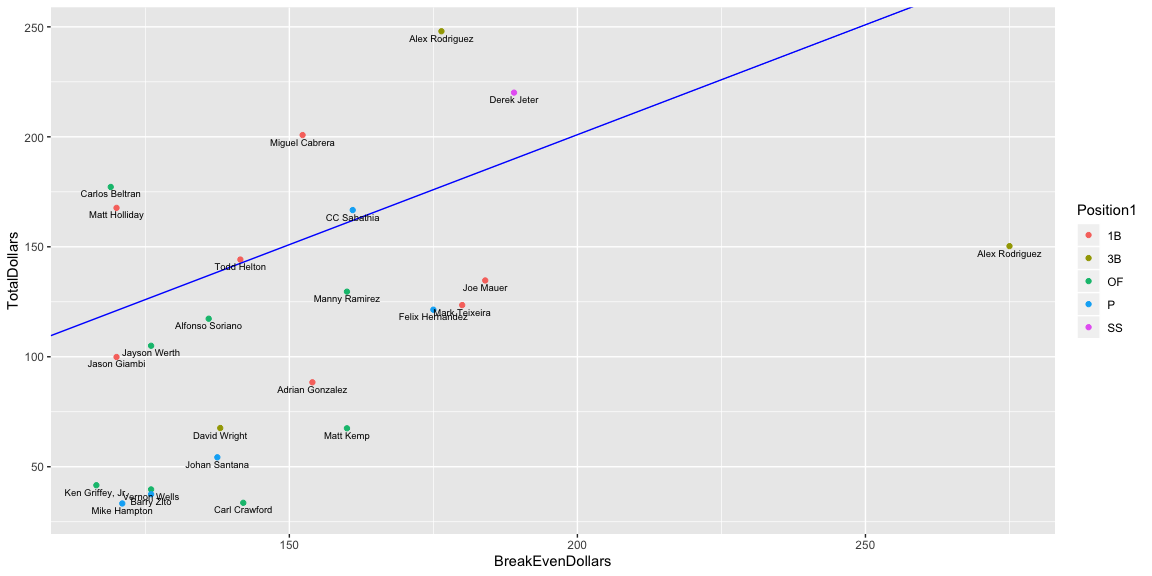 250
200
150
100
50
TotalDollars
Alex Rodriguez
Derek Jeter
Miguel Cabrera
Carlos Beltran
Matt Holliday
CC Sabathia
Todd Helton
Alex Rodriguez
Joe Mauer
Manny Ramirez
Mark Teixeira
Felix Hernandez
Alfonso Soriano
Jayson Werth
Jason Giambi
Adrian Gonzalez
David Wright
Matt Kemp
Johan Santana
Ken Griffey, Jr.
Vernon Wells
Barry Zito
Mike Hampton
Carl Crawford
150
200
250
BreakEvenDollars
Position1
1B
3B
OF
P
SS